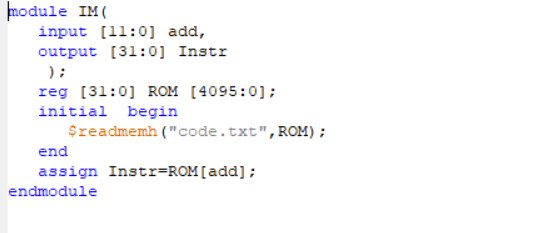 module IM(
input [11:0] add,
output [31:0] Instr
);
reg [31:0] ROM [4095:0];
initial  begin
$readmemh("code.txt",ROM);
end
assign Instr=ROM[add];
endmodule